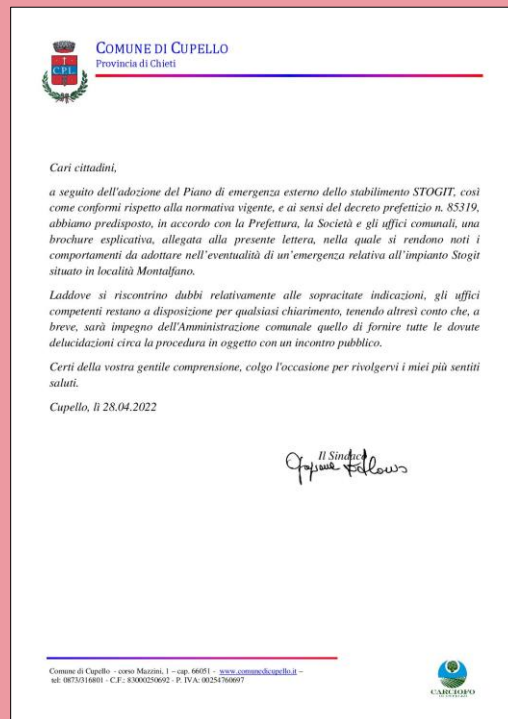 COMUNE DI CUPELLO
Provincia di Chieti
C.P.L.
Cari cittadini,
a seguito dell'adozione del Piano di emergenza esterno dello stabilimento STOGIT, così
come conformi rispetto alla normativa vigente, e ai sensi del decreto prefettizio n. 85319,
abbiamo predisposto, in accordo con la Prefettura, la Società e gli uffici comunali, una
brochure esplicativa, allegata alla presente lettera, nella quale si rendono noti i
comportamenti da adottare nell'eventualità di un'emergenza relativa all'impianto Stogit
situato in località Montalfano.
Laddove si riscontrino dubbi relativamente alle sopracitate indicazioni, gli uffici
competenti restano a disposizione per qualsiasi chiarimento, tenendo altresì conto che, a
breve, sarà impegno dell'Amministrazione comunale quello di fornire tutte le dovute
delucidazioni circa la procedura in oggetto con un incontro pubblico.
Certi della vostra gentile comprensione, colgo l'occasione per rivolgervi i miei più sentiti
saluti.
Cupello, lì 28.04.2022
Il Sindaco
Comune di Cupello - corso Mazzini, 1 – cap. 66051 - www.comunedicupello.it –
tel: 0873/316801 - C.F.: 83000250692 - P. IVA: 00254760697
CARCIOFO